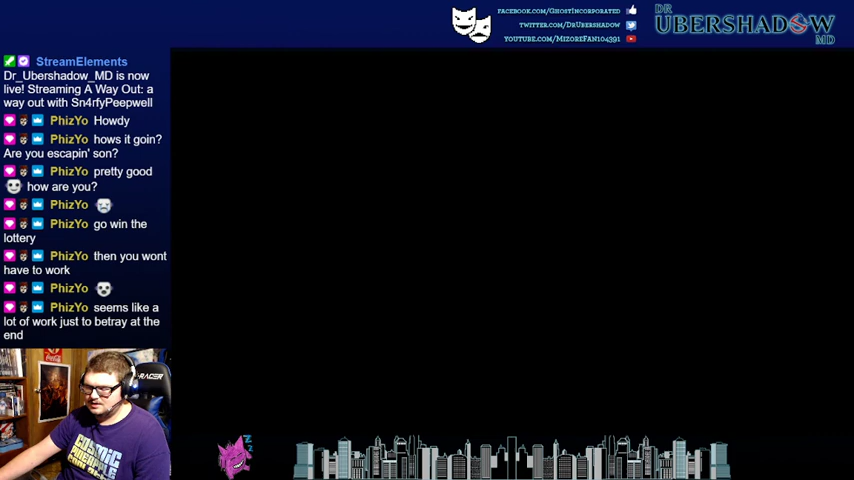 FACEBOOK.COM/GHOSTINCORPORATED
TWITTER.COM/DRUBERSHADOW
YOUTUBE.COM/MIZOREFAN104391
DR
UBERSHADOW
MD
StreamElements
Dr_Ubershadow_MD is now
live! Streaming A Way Out: a
way out with Sn4rfyPeepwell
PhizYo Howdy
PhizYo hows it goin?
Are you escapin' son?
PhizYo pretty good
how are you?
PhizYo
PhizYo go win the
lottery
PhizYo then you wont
have to work
PhizYo
PhizYo seems like a
lot of work just to betray at the
end
RACER
COSMIC
PINEAPPLE
Z
Z